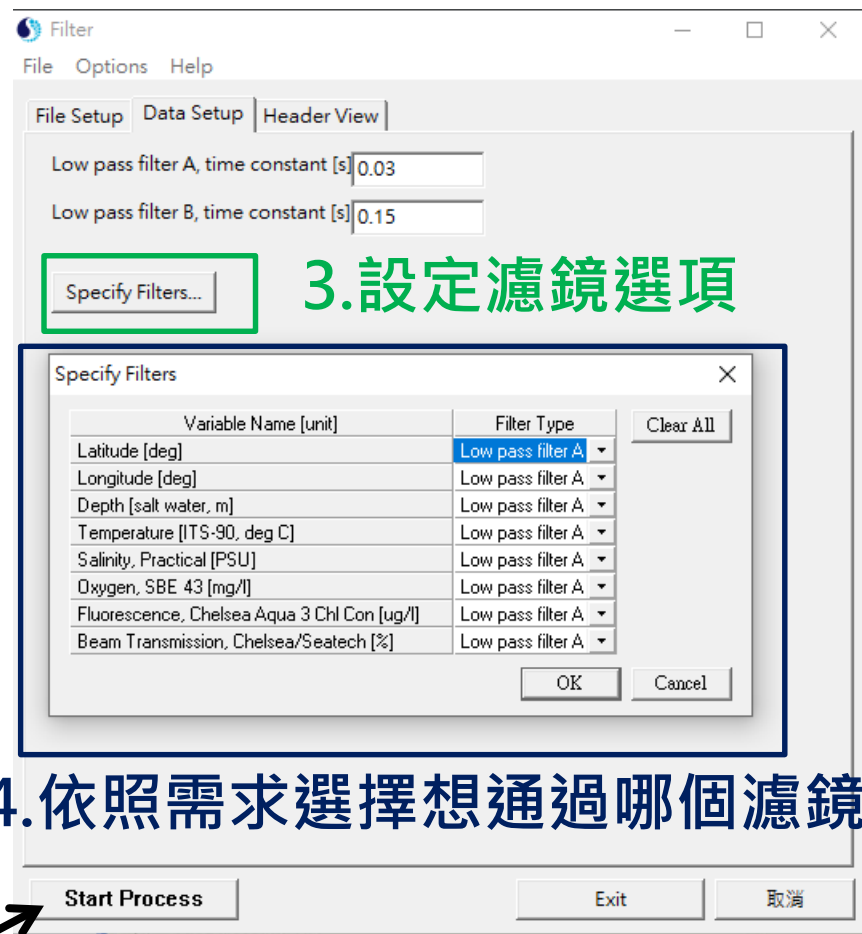 Filter
File Options Help
File Setup Data Setup Header View
Low pass filter A, time constant [s] 0.03
Low pass filter B, time constant [s] 0.15
Specify Filters...
3.設定濾鏡選項
Specify Filters
Variable Name [unit] Filter Type Clear All
Latitude [deg] Low pass filter A
Longitude [deg] Low pass filter A
Depth [salt water, m] Low pass filter A
Temperature [ITS-90, deg C] Low pass filter A
Salinity, Practical [PSU] Low pass filter A
Oxygen, SBE 43 [mg/l] Low pass filter A
Fluorescence, Chelsea Aqua 3 Chl Con [ug/l] Low pass filter A
Beam Transmission, Chelsea/Seatech [%] Low pass filter A
OK Cancel
4.依照需求選擇想通過哪個濾鏡
Start Process Exit 取消